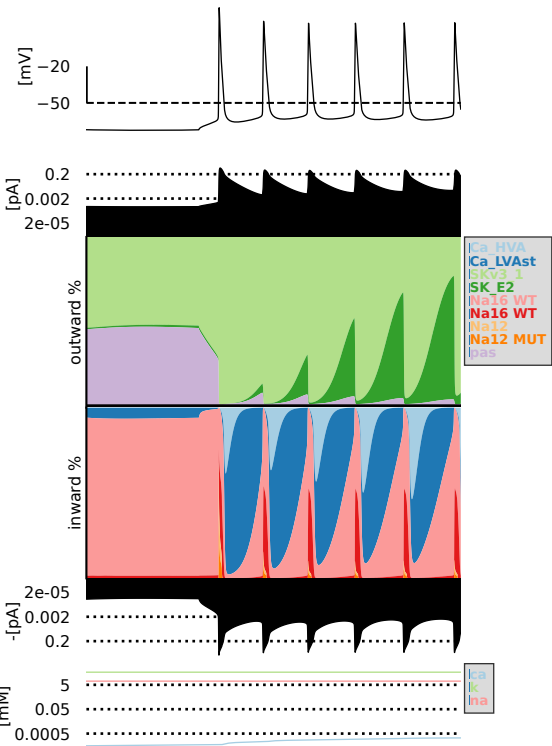 [mV]
−20
−50
[pA]
0.2
0.002
2e-05
outward %
Ca_HVA
Ca_LVAst
SKv3_1
SK_E2
Na16 WT
Na16 WT
Na12
Na12 MUT
pas
inward %
2e-05
0.002
0.2
-[pA]
[mM]
5
0.05
0.0005
ca
k
na